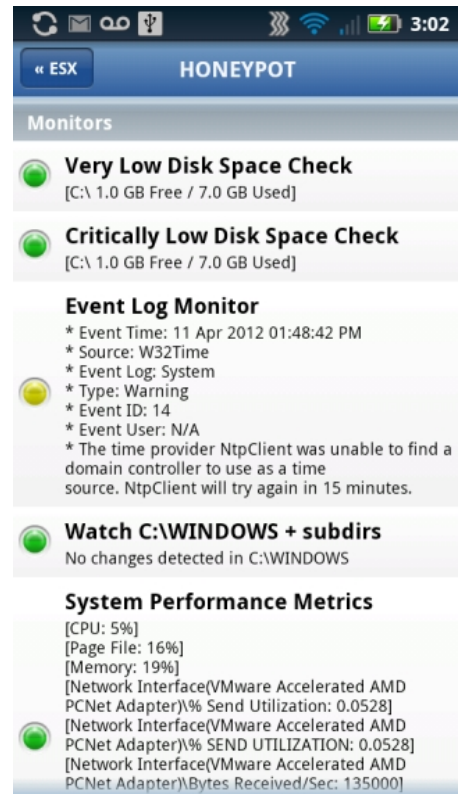 3:02
« ESX
HONEYPOT
Monitors
Very Low Disk Space Check
[C:\ 1.0 GB Free / 7.0 GB Used]
Critically Low Disk Space Check
[C:\ 1.0 GB Free / 7.0 GB Used]
Event Log Monitor
* Event Time: 11 Apr 2012 01:48:42 PM
* Source: W32Time
* Event Log: System
* Type: Warning
* Event ID: 14
* Event User: N/A
* The time provider NtpClient was unable to find a
domain controller to use as a time
source. NtpClient will try again in 15 minutes.
Watch C:\WINDOWS + subdirs
No changes detected in C:\WINDOWS
System Performance Metrics
[CPU: 5%]
[Page File: 16%]
[Memory: 19%]
[Network Interface(VMware Accelerated AMD
PCNet Adapter)\% Send Utilization: 0.0528]
[Network Interface(VMware Accelerated AMD
PCNet Adapter)\% SEND UTILIZATION: 0.0528]
[Network Interface(VMware Accelerated AMD
PCNet Adapter)\Bytes Received/Sec: 135000]